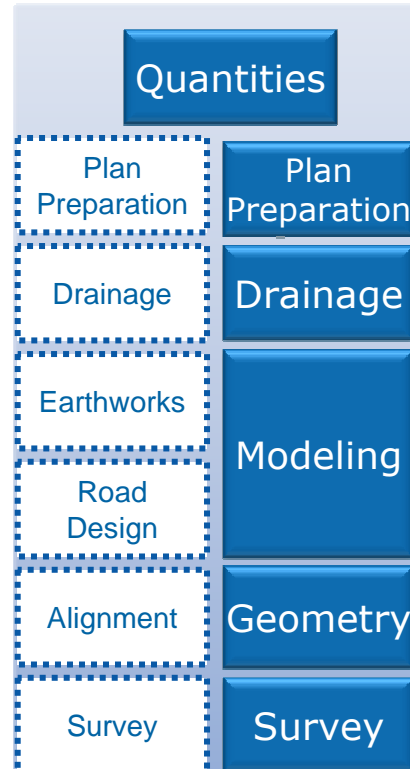 Quantities
Plan
Preparation
Plan
Preparation
Drainage
Drainage
Earthworks
Modeling
Road
Design
Alignment
Geometry
Survey
Survey